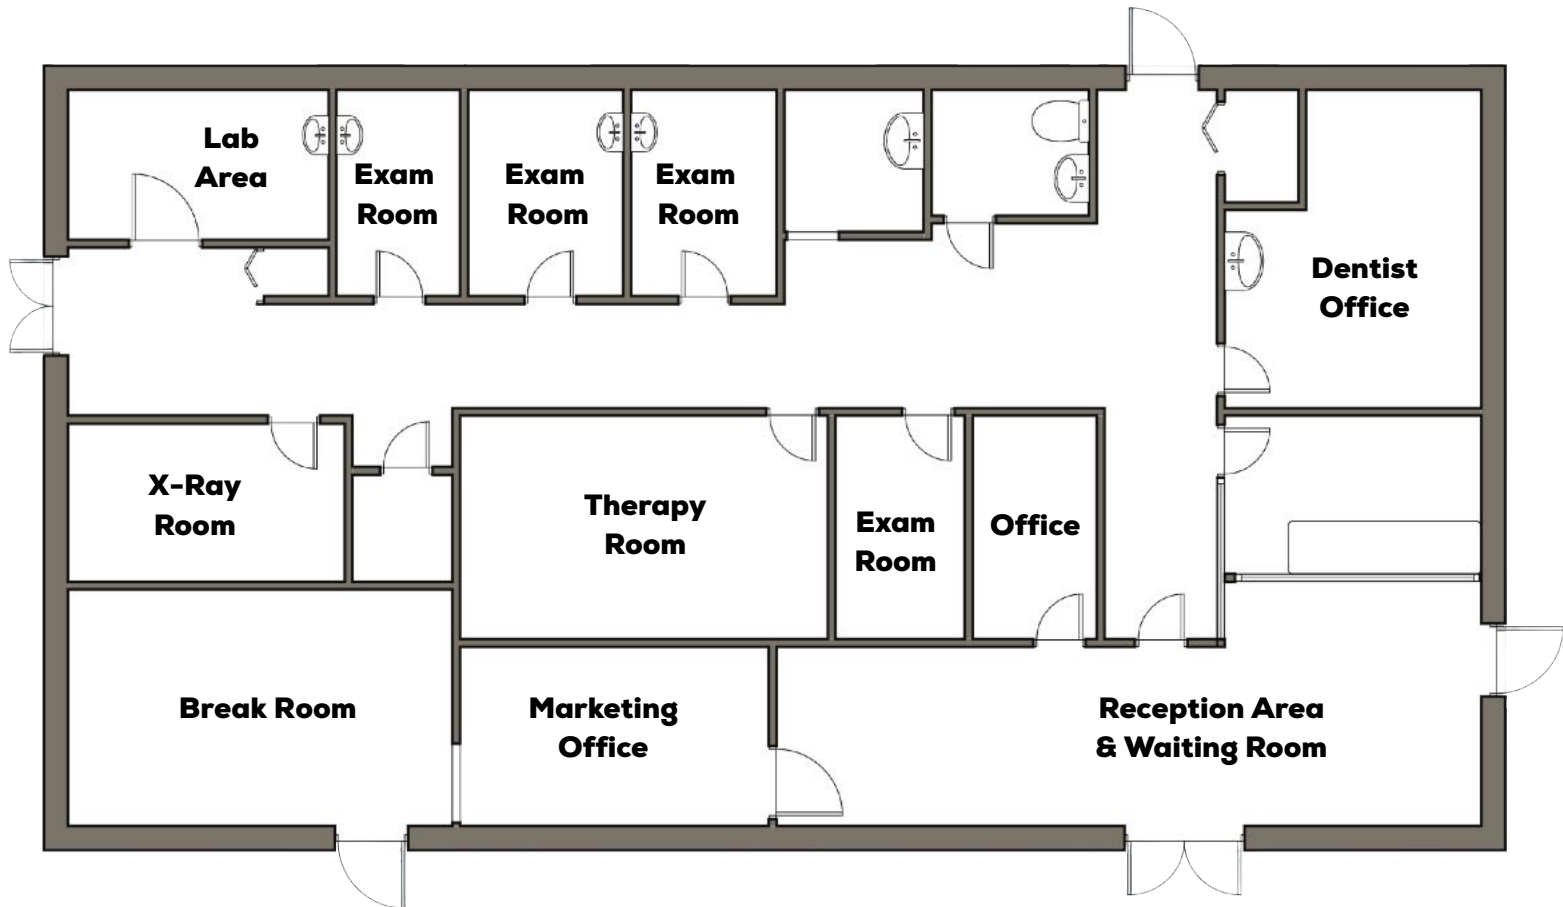 Lab
Area
Exam
Room
Exam
Room
Exam
Room
Dentist
Office
X-Ray
Room
Therapy
Room
Exam
Room
Office
Break Room
Marketing
Office
Reception Area
& Waiting Room